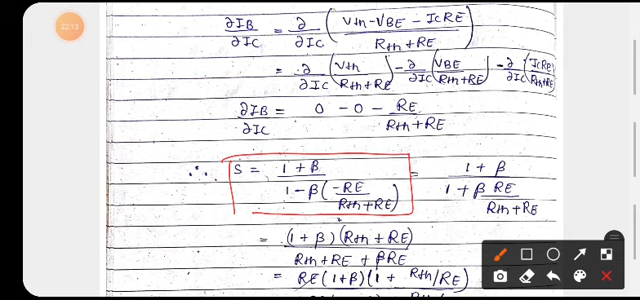 22:13
∂IB/∂IC = ∂/∂IC ( (Vth - VBE - ICRE) / (Rth + RE) )
= ∂/∂IC ( Vth / (Rth + RE) ) - ∂/∂IC ( VBE / (Rth + RE) ) - ∂/∂IC ( ICRE / (Rth + RE) )
∂IB/∂IC = 0 - 0 - RE / (Rth + RE)
∴ S = (1 + β) / (1 - β ( -RE / (Rth + RE) )) = (1 + β) / (1 + β RE / (Rth + RE))
= (1 + β) (Rth + RE) / (Rth + RE + βRE)
= RE (1 + β) (1 + Rth/RE)